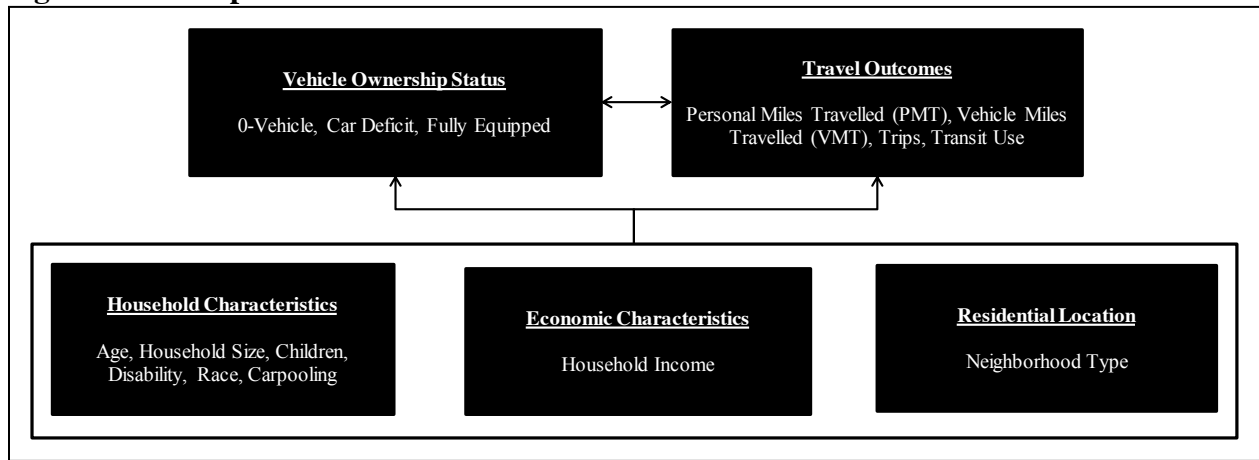 Vehicle Ownership Status
0-Vehicle, Car Deficit, Fully Equipped
Travel Outcomes
Personal Miles Travelled (PMT), Vehicle Miles
Travelled (VMT), Trips, Transit Use
Household Characteristics
Age, Household Size, Children,
Disability, Race, Carpooling
Economic Characteristics
Household Income
Residential Location
Neighborhood Type